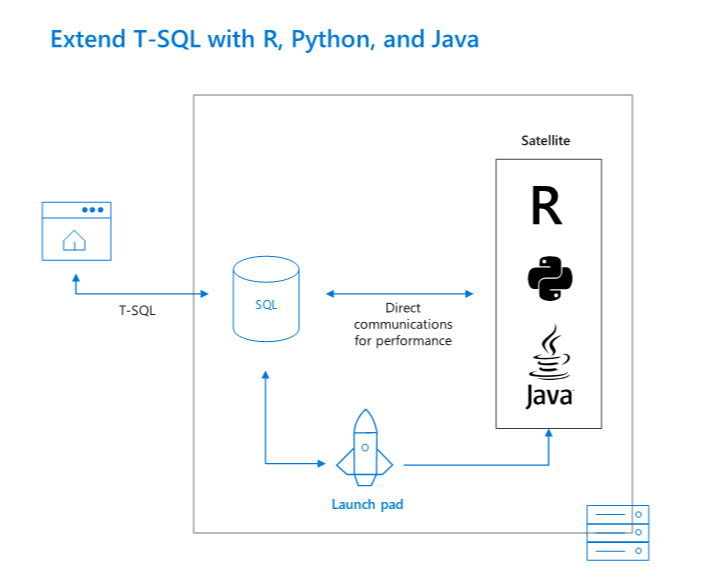 Extend T-SQL with R, Python, and Java
Satellite
R
SQL
T-SQL
Direct
communications
for performance
Java
Launch pad